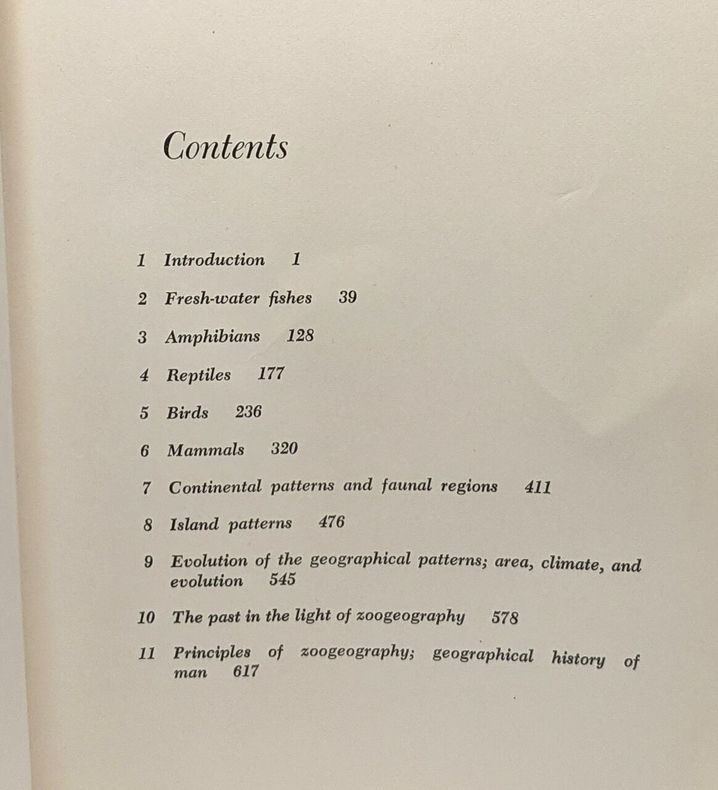 Contents
1 Introduction 1
2 Fresh-water fishes 39
3 Amphibians 128
4 Reptiles 177
5 Birds 236
6 Mammals 320
7 Continental patterns and faunal regions 411
8 Island patterns 476
9 Evolution of the geographical patterns; area, climate, and
evolution 545
10 The past in the light of zoogeography 578
11 Principles of zoogeography; geographical history of
man 617